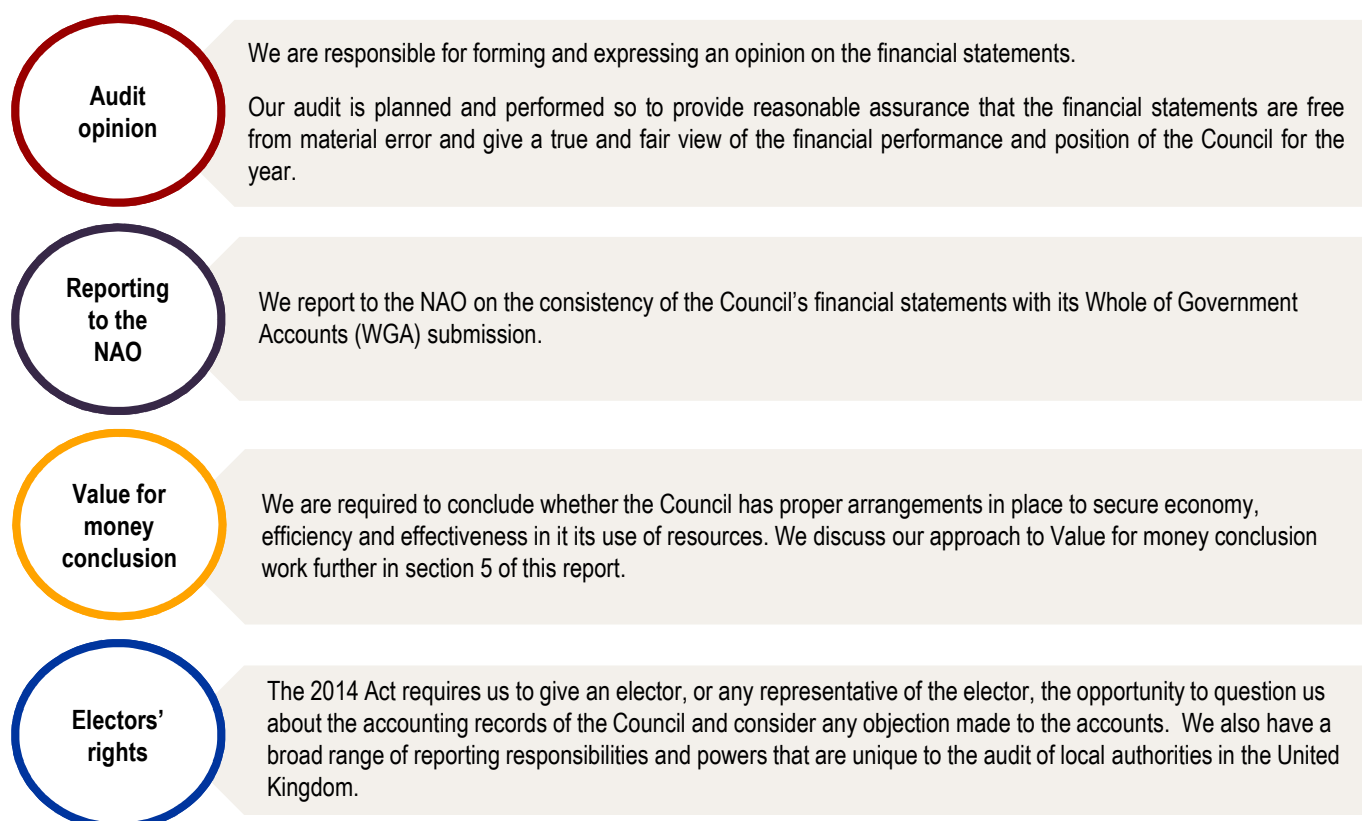 Audit
opinion
We are responsible for forming and expressing an opinion on the financial statements.
Our audit is planned and performed so to provide reasonable assurance that the financial statements are free
from material error and give a true and fair view of the financial performance and position of the Council for the
year.
Reporting
to the
NAO
We report to the NAO on the consistency of the Council's financial statements with its Whole of Government
Accounts (WGA) submission.
Value for
money
conclusion
We are required to conclude whether the Council has proper arrangements in place to secure economy,
efficiency and effectiveness in it its use of resources. We discuss our approach to Value for money conclusion
work further in section 5 of this report.
Electors'
rights
The 2014 Act requires us to give an elector, or any representative of the elector, the opportunity to question us
about the accounting records of the Council and consider any objection made to the accounts. We also have a
broad range of reporting responsibilities and powers that are unique to the audit of local authorities in the United
Kingdom.